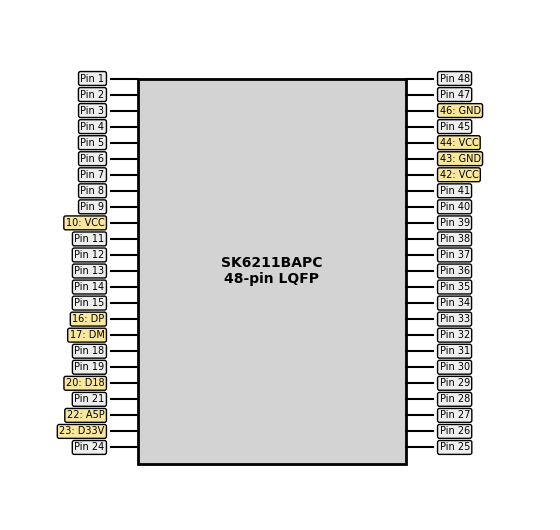 Pin 1
Pin 2
Pin 3
Pin 4
Pin 5
Pin 6
Pin 7
Pin 8
Pin 9
10: VCC
Pin 11
Pin 12
Pin 13
Pin 14
Pin 15
16: DP
17: DM
Pin 18
Pin 19
20: D18
Pin 21
22: A5P
23: D33V
Pin 24
SK6211BAPC
48-pin LQFP
Pin 48
Pin 47
46: GND
Pin 45
44: VCC
43: GND
42: VCC
Pin 41
Pin 40
Pin 39
Pin 38
Pin 37
Pin 36
Pin 35
Pin 34
Pin 33
Pin 32
Pin 31
Pin 30
Pin 29
Pin 28
Pin 27
Pin 26
Pin 25